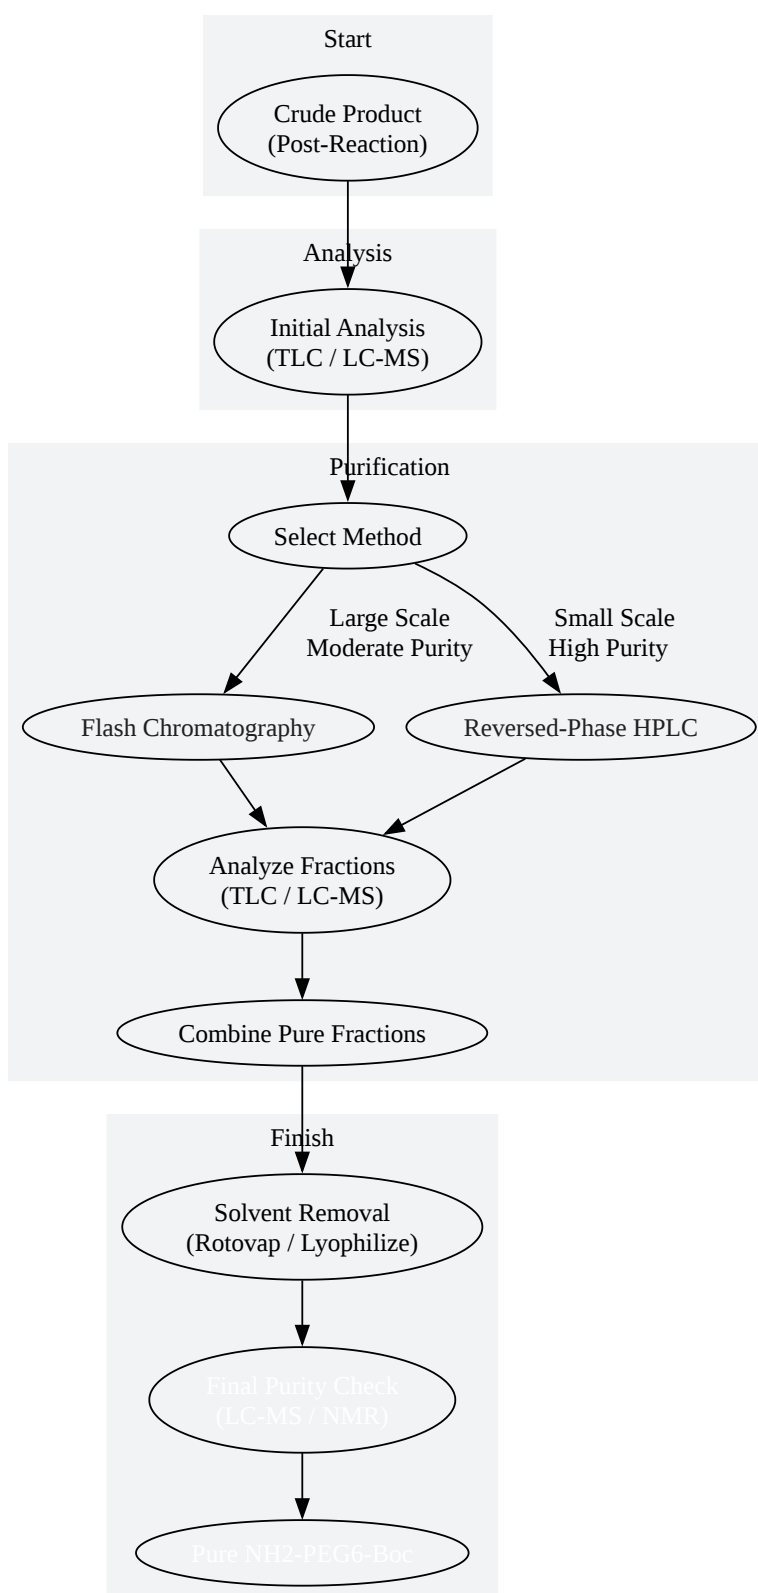 Start
Crude Product
(Post-Reaction)
Analysis
Initial Analysis
(TLC / LC-MS)
Purification
Select Method
Large Scale
Moderate Purity
Small Scale
High Purity
Flash Chromatography
Reversed-Phase HPLC
Analyze Fractions
(TLC / LC-MS)
Combine Pure Fractions
Finish
Solvent Removal
(Rotovap / Lyophilize)
Final Purity Check
(LC-MS / NMR)
Pure NH2-PEG6-Boc